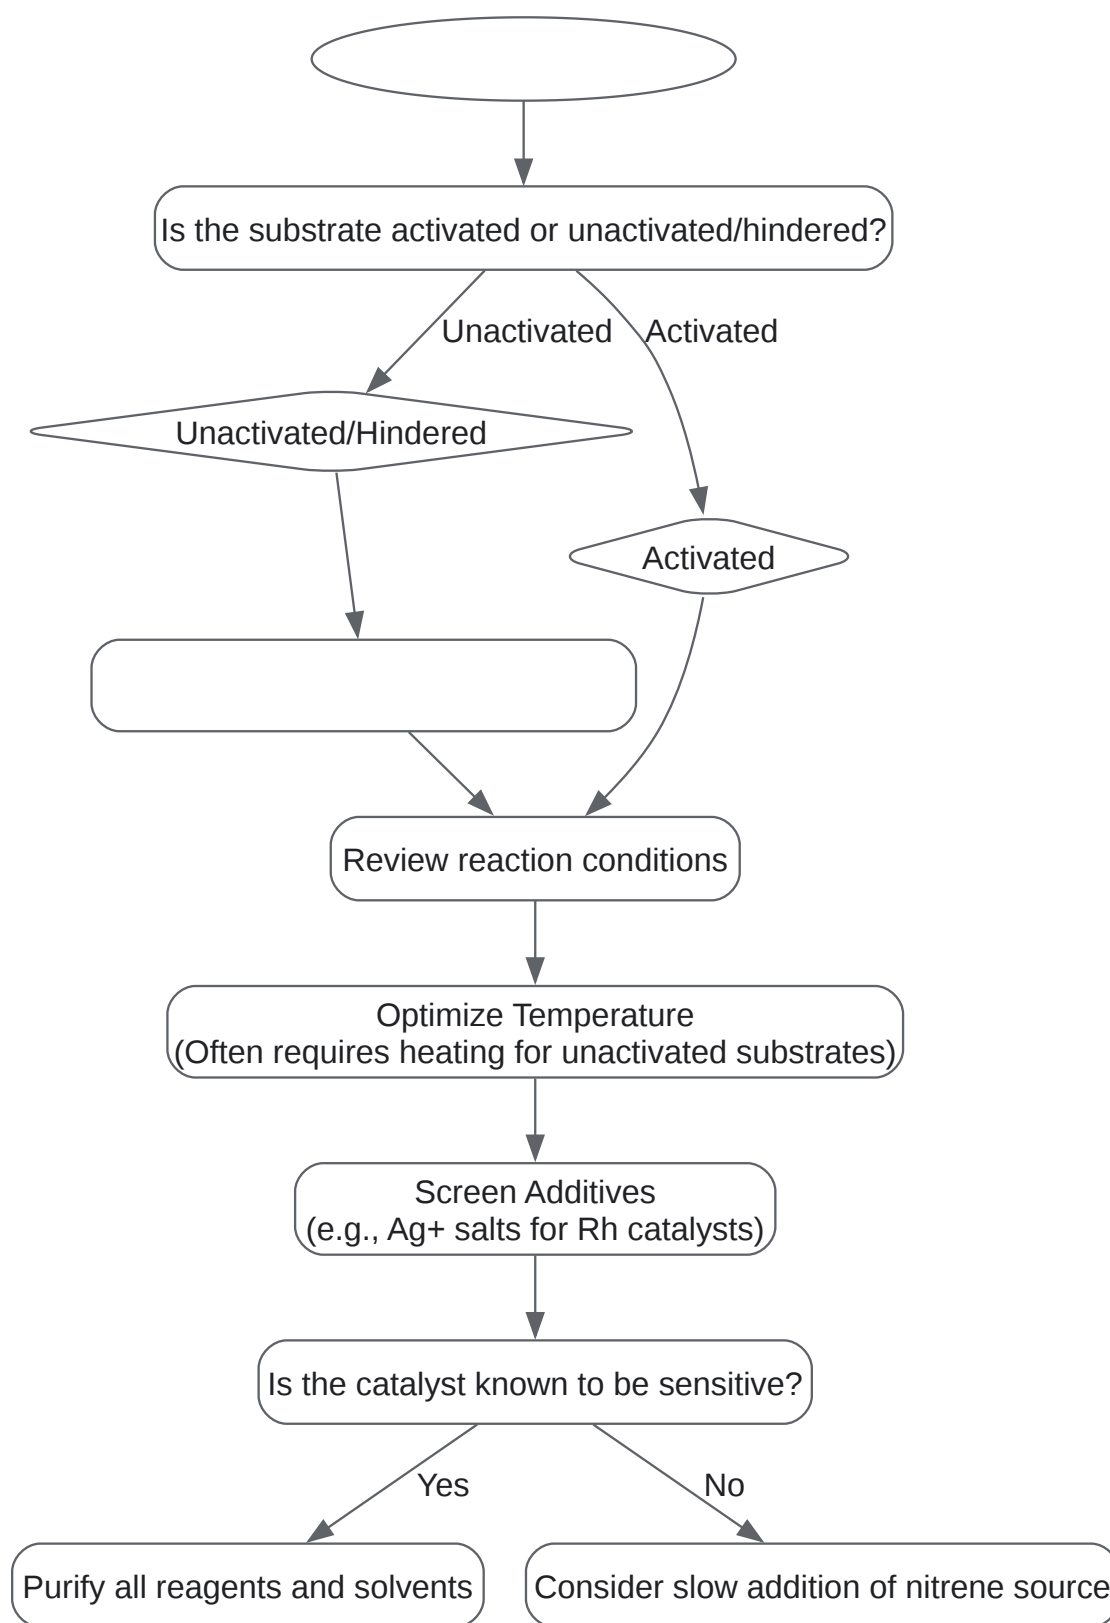 Is the substrate activated or unactivated/hindered?
Unactivated
Activated
Unactivated/Hindered
Activated
Review reaction conditions
Optimize Temperature
(Often requires heating for unactivated substrates)
Screen Additives
(e.g., Ag+ salts for Rh catalysts)
Is the catalyst known to be sensitive?
Yes
No
Purify all reagents and solvents
Consider slow addition of nitrene source